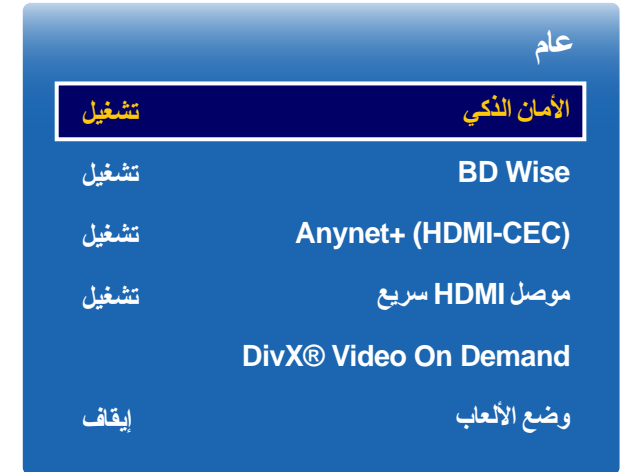 عام
الأمان الذكي تشغيل
BD Wise تشغيل
Anynet+ (HDMI-CEC) تشغيل
موصل HDMI سريع تشغيل
DivX® Video On Demand
وضع الألعاب إيقاف